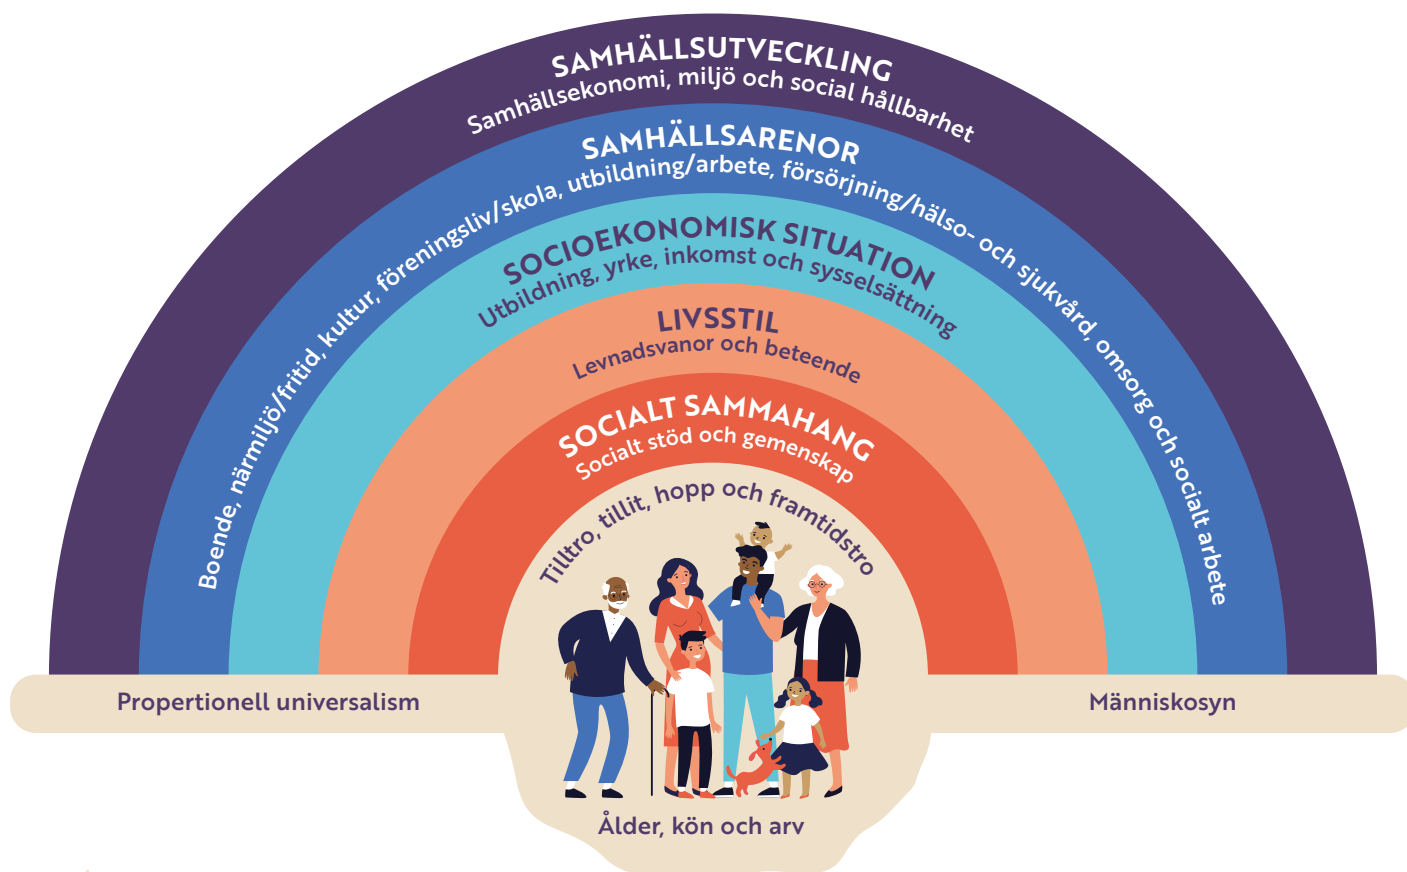 SAMHÄLLSUTVECKLING
Samhällsekonomi, miljö och social hållbarhet
SAMHÄLLSARENOR
Boende, närmiljö/fritid, kultur, föreningsliv/skola, utbildning/arbete, försörjning/hälso- och sjukvård, omsorg och socialt arbete
SOCIOEKONOMISK SITUATION
Utbildning, yrke, inkomst och sysselsättning
LIVSSTIL
Levnadsvanor och beteende
SOCIALT SAMMAHANG
Socialt stöd och gemenskap
Tilltro, tillit, hopp och framtidstro
Propertionell universalism
Människosyn
Ålder, kön och arv